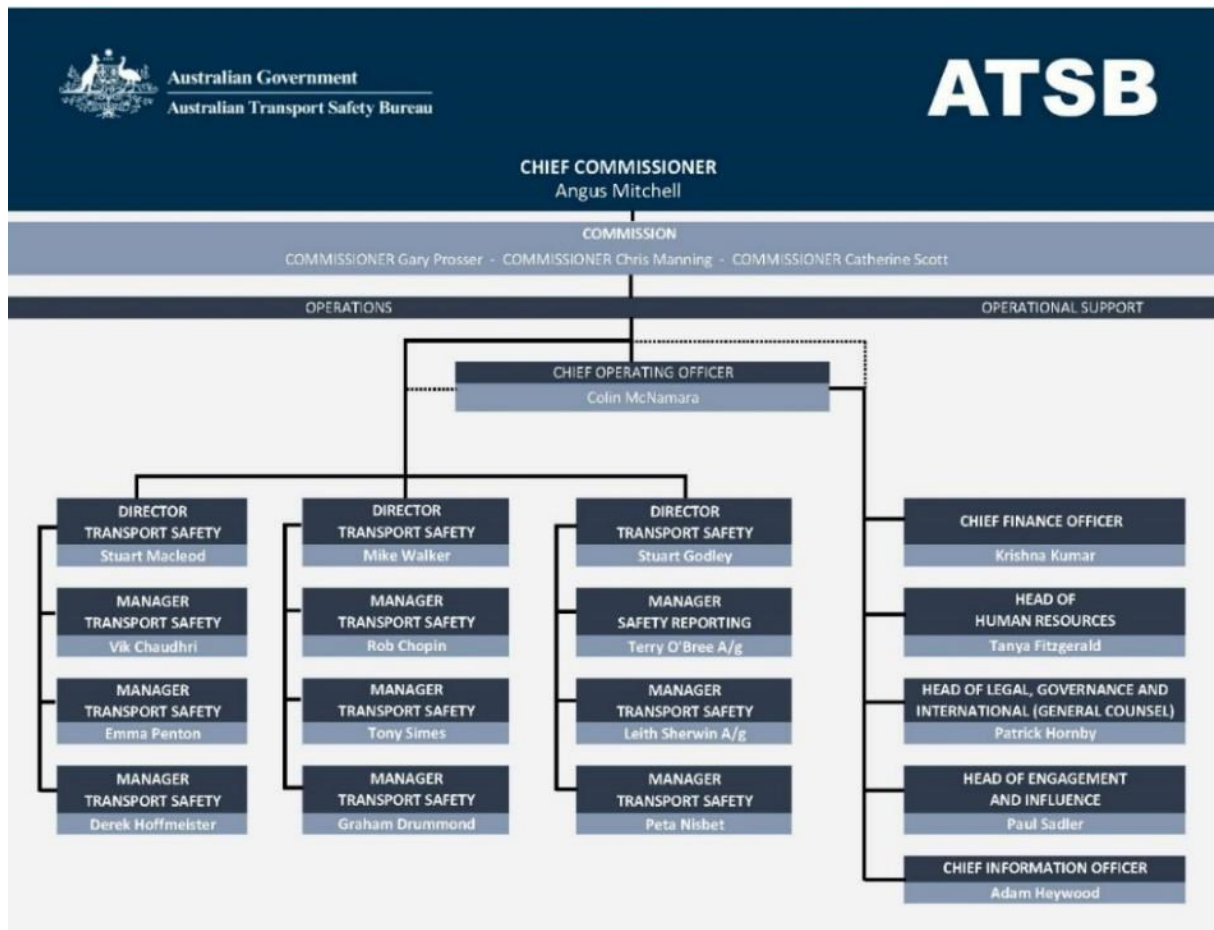 Australian Government
Australian Transport Safety Bureau
ATSB
CHIEF COMMISSIONER
Angus Mitchell
COMMISSION
COMMISSIONER Gary Prosser - COMMISSIONER Chris Manning - COMMISSIONER Catherine Scott
OPERATIONS
OPERATIONAL SUPPORT
CHIEF OPERATING OFFICER
Colin McNamara
DIRECTOR
TRANSPORT SAFETY
Stuart Macleod
MANAGER
TRANSPORT SAFETY
Vik Chaudhri
MANAGER
TRANSPORT SAFETY
Emma Penton
MANAGER
TRANSPORT SAFETY
Derek Hoffmeister
DIRECTOR
TRANSPORT SAFETY
Mike Walker
MANAGER
TRANSPORT SAFETY
Rob Chopin
MANAGER
TRANSPORT SAFETY
Tony Simes
MANAGER
TRANSPORT SAFETY
Graham Drummond
DIRECTOR
TRANSPORT SAFETY
Stuart Godley
MANAGER
SAFETY REPORTING
Terry O'Bree A/g
MANAGER
TRANSPORT SAFETY
Leith Sherwin A/g
MANAGER
TRANSPORT SAFETY
Peta Nisbet
CHIEF FINANCE OFFICER
Krishna Kumar
HEAD OF
HUMAN RESOURCES
Tanya Fitzgerald
HEAD OF LEGAL, GOVERNANCE AND
INTERNATIONAL (GENERAL COUNSEL)
Patrick Hornby
HEAD OF ENGAGEMENT
AND INFLUENCE
Paul Sadler
CHIEF INFORMATION OFFICER
Adam Heywood